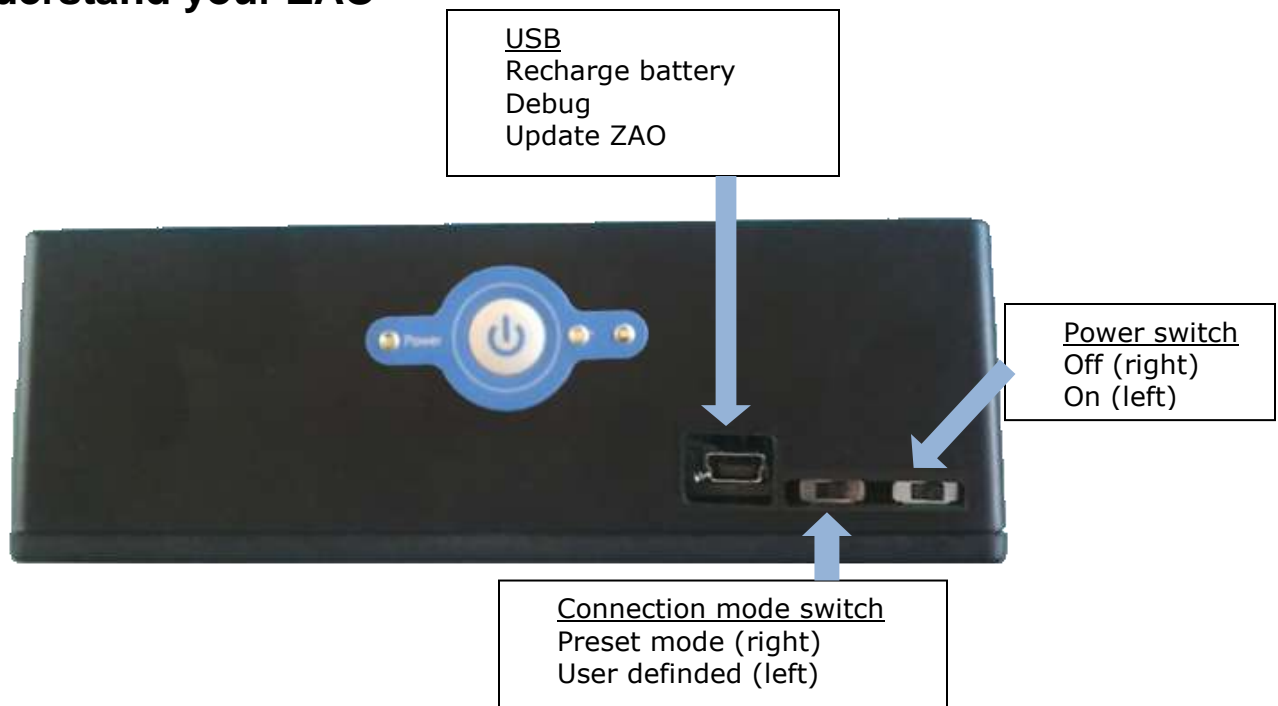 USB
Recharge battery
Debug
Update ZAO
Power
Power switch
Off (right)
On (left)
Connection mode switch
Preset mode (right)
User definded (left)